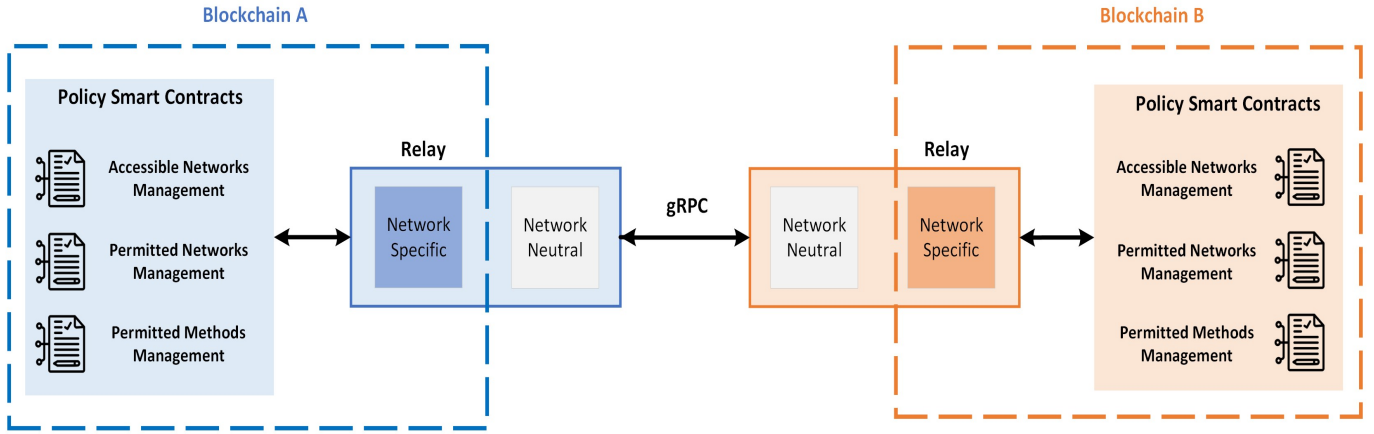 Blockchain A
Policy Smart Contracts
Accessible Networks
Management
Permitted Networks
Management
Permitted Methods
Management
Relay
Network
Specific
Network
Neutral
gRPC
Blockchain B
Relay
Network
Neutral
Network
Specific
Policy Smart Contracts
Accessible Networks
Management
Permitted Networks
Management
Permitted Methods
Management